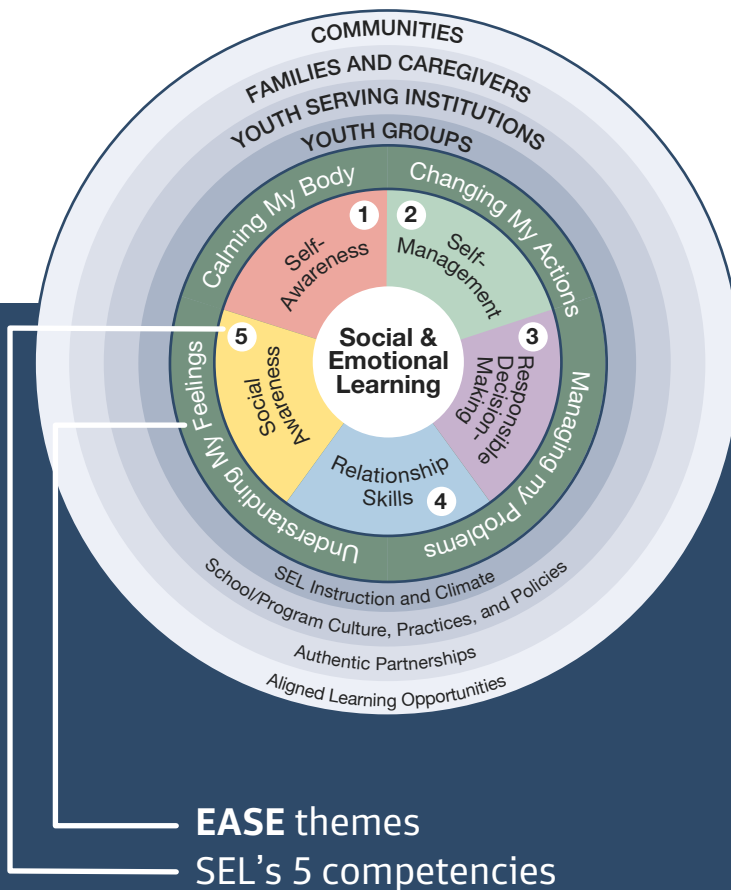 COMMUNITIES
FAMILIES AND CAREGIVERS
YOUTH SERVING INSTITUTIONS
YOUTH GROUPS
Calming My Body
Changing My Actions
Managing my Problems
Understanding My Feelings
1
Self-
Awareness
2
Self-
Management
3
Responsible
Decision-
Making
Relationship
Skills
4
5
Social
Awareness
Social &
Emotional
Learning
SEL Instruction and Climate
School/Program Culture, Practices, and Policies
Authentic Partnerships
Aligned Learning Opportunities
EASE themes
SEL's 5 competencies